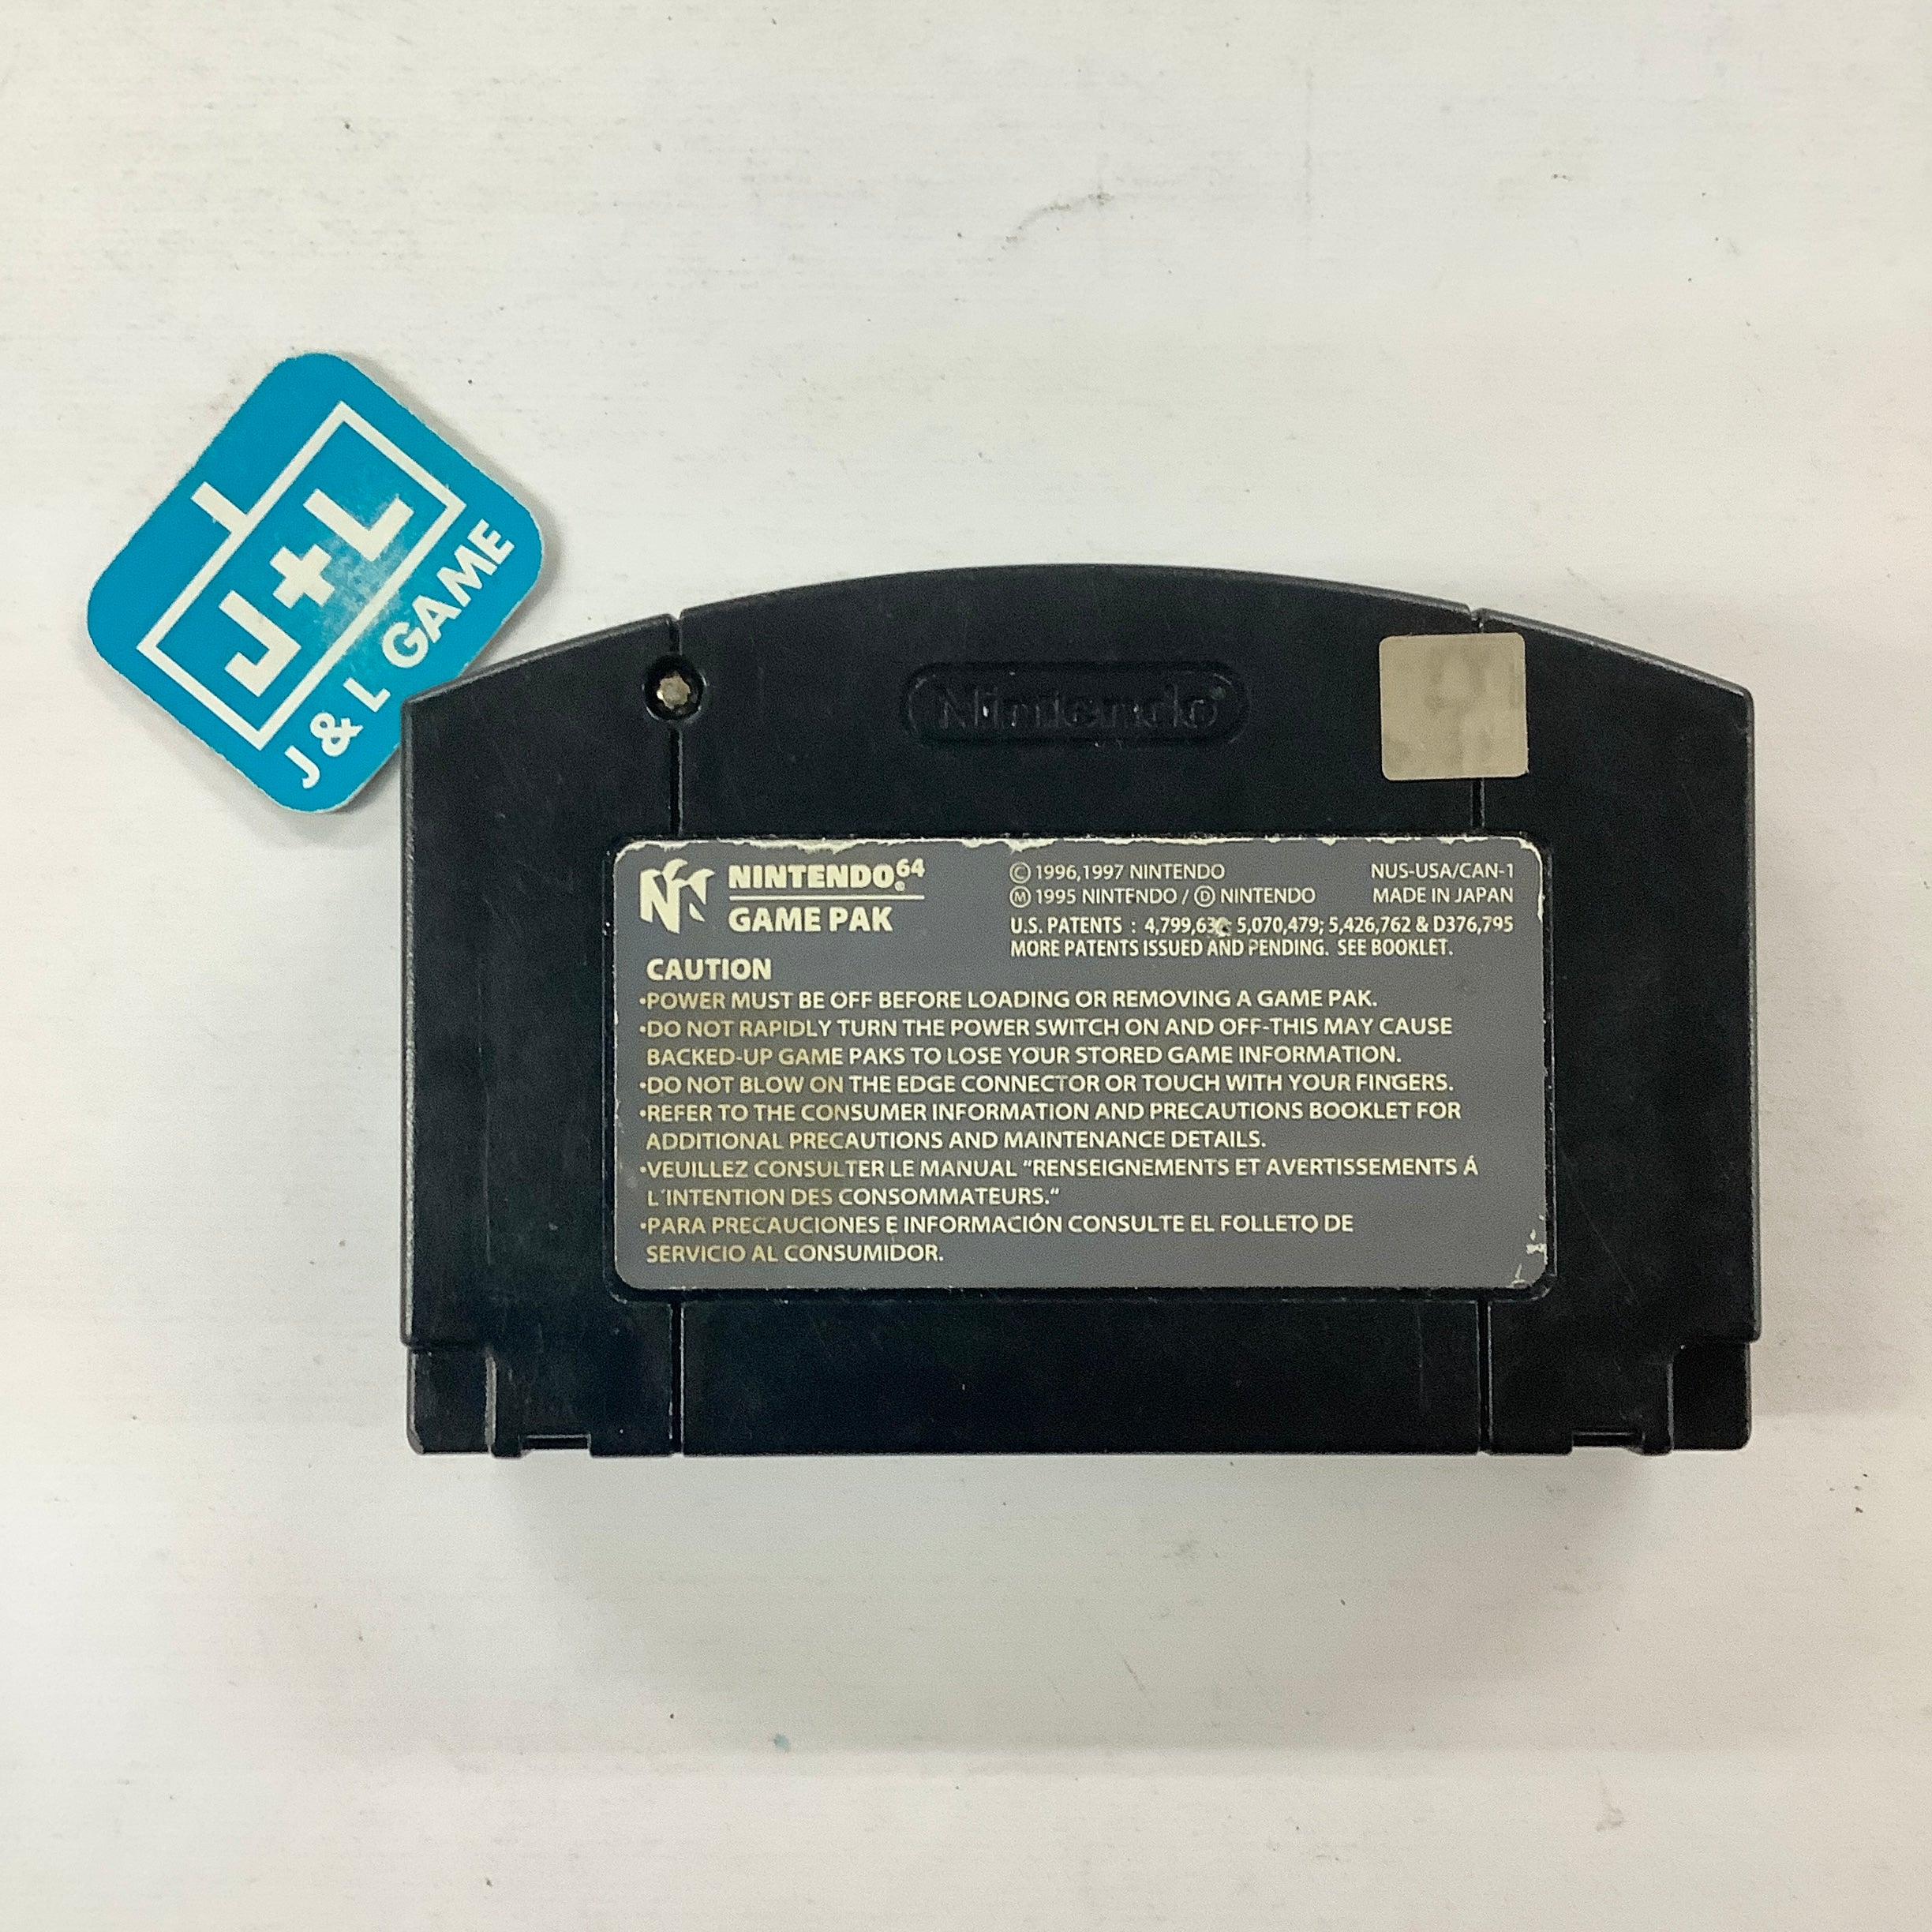 J+L
J & L GAME
Nintendo®
NINTENDO64®
GAME PAK
© 1996,1997 NINTENDO
Ⓜ 1995 NINTENDO / Ⓓ NINTENDO
NUS-USA/CAN-1
MADE IN JAPAN
U.S. PATENTS : 5,070,479; 5,426,762 & D376,795
MORE PATENTS ISSUED AND PENDING. SEE BOOKLET.
CAUTION
•POWER MUST BE OFF BEFORE LOADING OR REMOVING A GAME PAK.
•DO NOT RAPIDLY TURN THE POWER SWITCH ON AND OFF-THIS MAY CAUSE
BACKED-UP GAME PAKS TO LOSE YOUR STORED GAME INFORMATION.
•DO NOT BLOW ON THE EDGE CONNECTOR OR TOUCH WITH YOUR FINGERS.
•REFER TO THE CONSUMER INFORMATION AND PRECAUTIONS BOOKLET FOR
ADDITIONAL PRECAUTIONS AND MAINTENANCE DETAILS.
•VEUILLEZ CONSULTER LE MANUAL "RENSEIGNEMENTS ET AVERTISSEMENTS Á
L'INTENTION DES CONSOMMATEURS."
•PARA PRECAUCIONES E INFORMACIÓN CONSULTE EL FOLLETO DE
SERVICIO AL CONSUMIDOR.